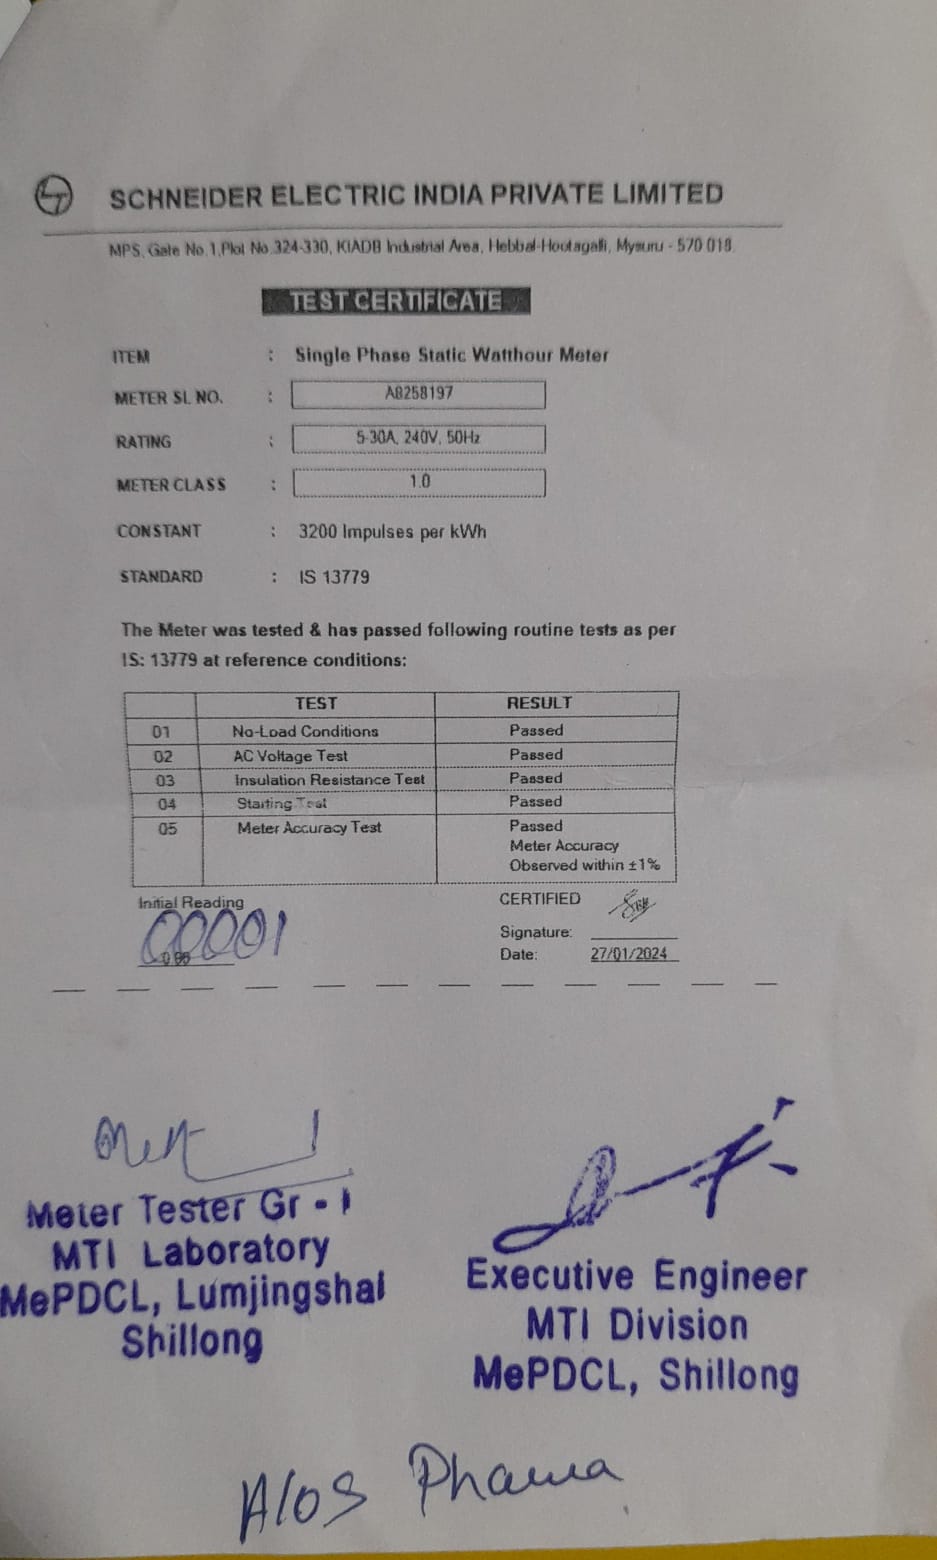 SCHNEIDER ELECTRIC INDIA PRIVATE LIMITED
MPS, Gate No.1,Plot No.324-330, KIADB Industrial Area, Hebbal-Hootagalli, Mysuru - 570 018.
TEST CERTIFICATE
ITEM : Single Phase Static Watthour Meter
METER SL NO. : A8258197
RATING : 5-30A, 240V, 50Hz
METER CLASS : 1.0
CONSTANT : 3200 Impulses per kWh
STANDARD : IS 13779
The Meter was tested & has passed following routine tests as per
IS: 13779 at reference conditions:
TEST RESULT
01 No-Load Conditions Passed
02 AC Voltage Test Passed
03 Insulation Resistance Test Passed
04 Starting Test Passed
05 Meter Accuracy Test Passed
Meter Accuracy
Observed within ±1%
Initial Reading
00001
CERTIFIED
Signature:
Date: 27/01/2024
Meter Tester Gr - I
MTI Laboratory
MePDCL, Lumjingshai
Shillong
Executive Engineer
MTI Division
MePDCL, Shillong
Alos Pharma